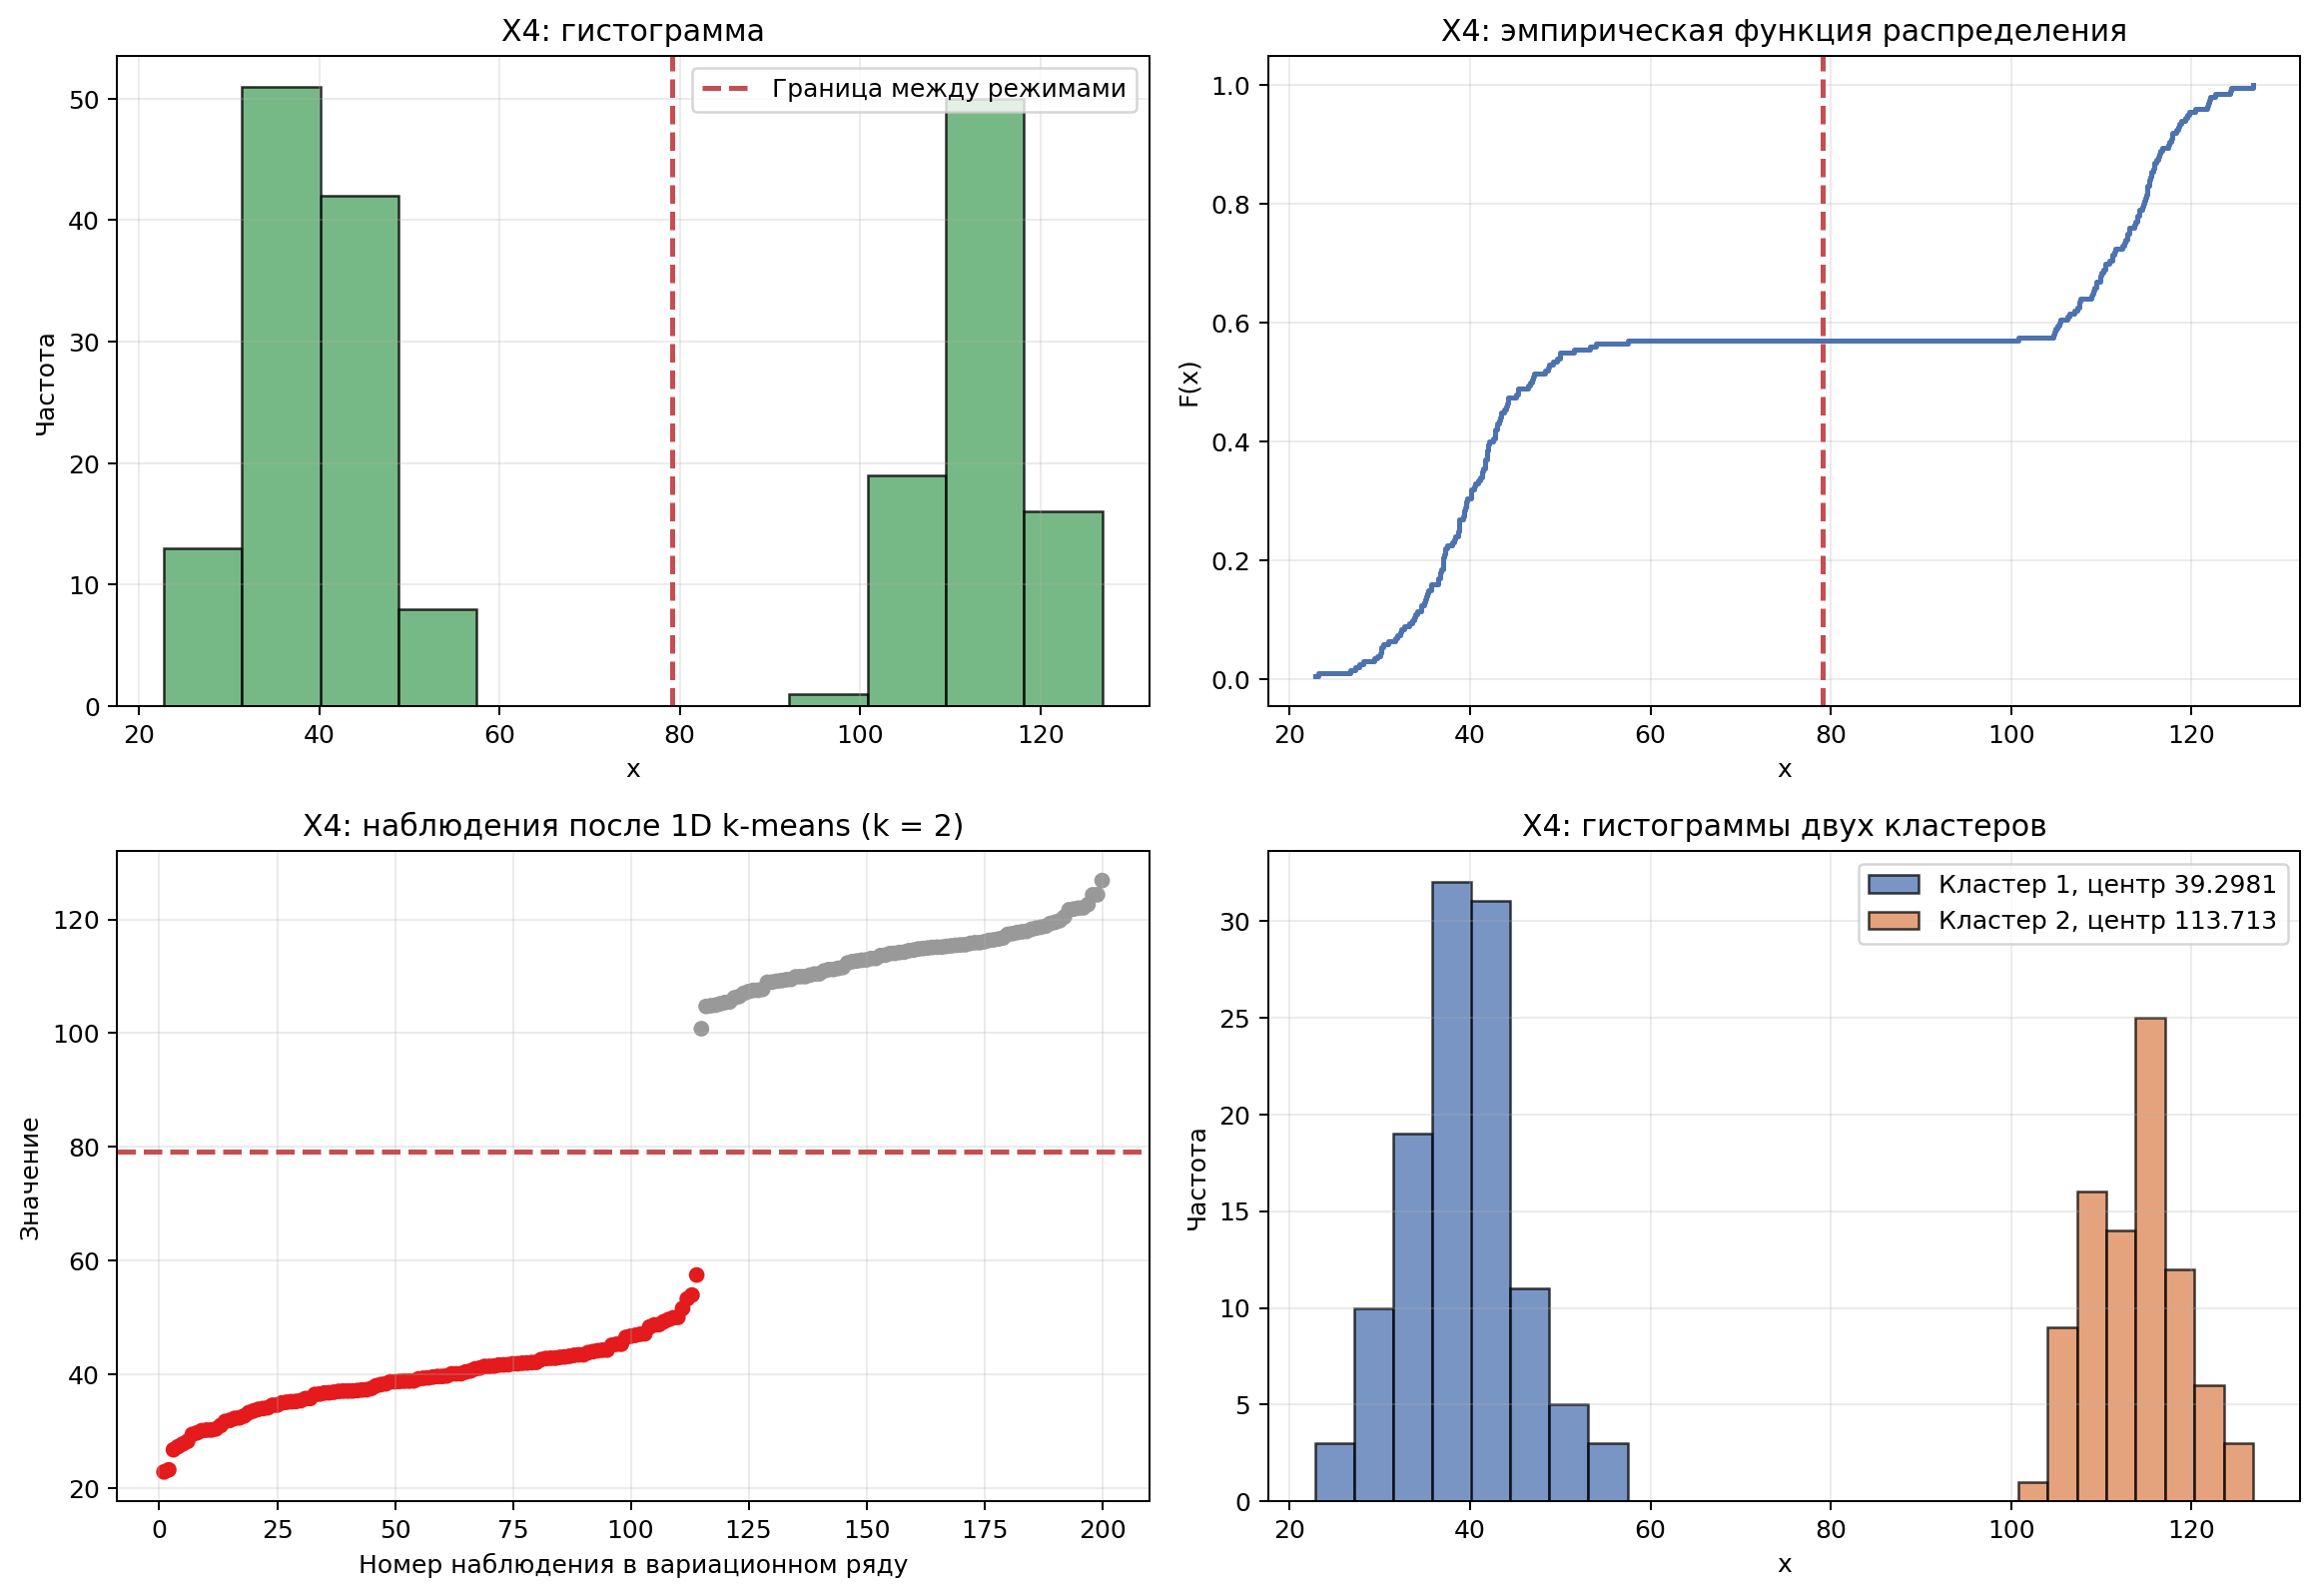 X4: гистограмма
Граница между режимами
Частота
50
40
30
20
10
0
20 40 60 80 100 120
x
X4: эмпирическая функция распределения
F(x)
1.0
0.8
0.6
0.4
0.2
0.0
20 40 60 80 100 120
x
X4: наблюдения после 1D k-means (k = 2)
Значение
120
100
80
60
40
20
0 25 50 75 100 125 150 175 200
Номер наблюдения в вариационном ряду
X4: гистограммы двух кластеров
Кластер 1, центр 39.2981
Кластер 2, центр 113.713
Частота
30
25
20
15
10
5
0
20 40 60 80 100 120
x